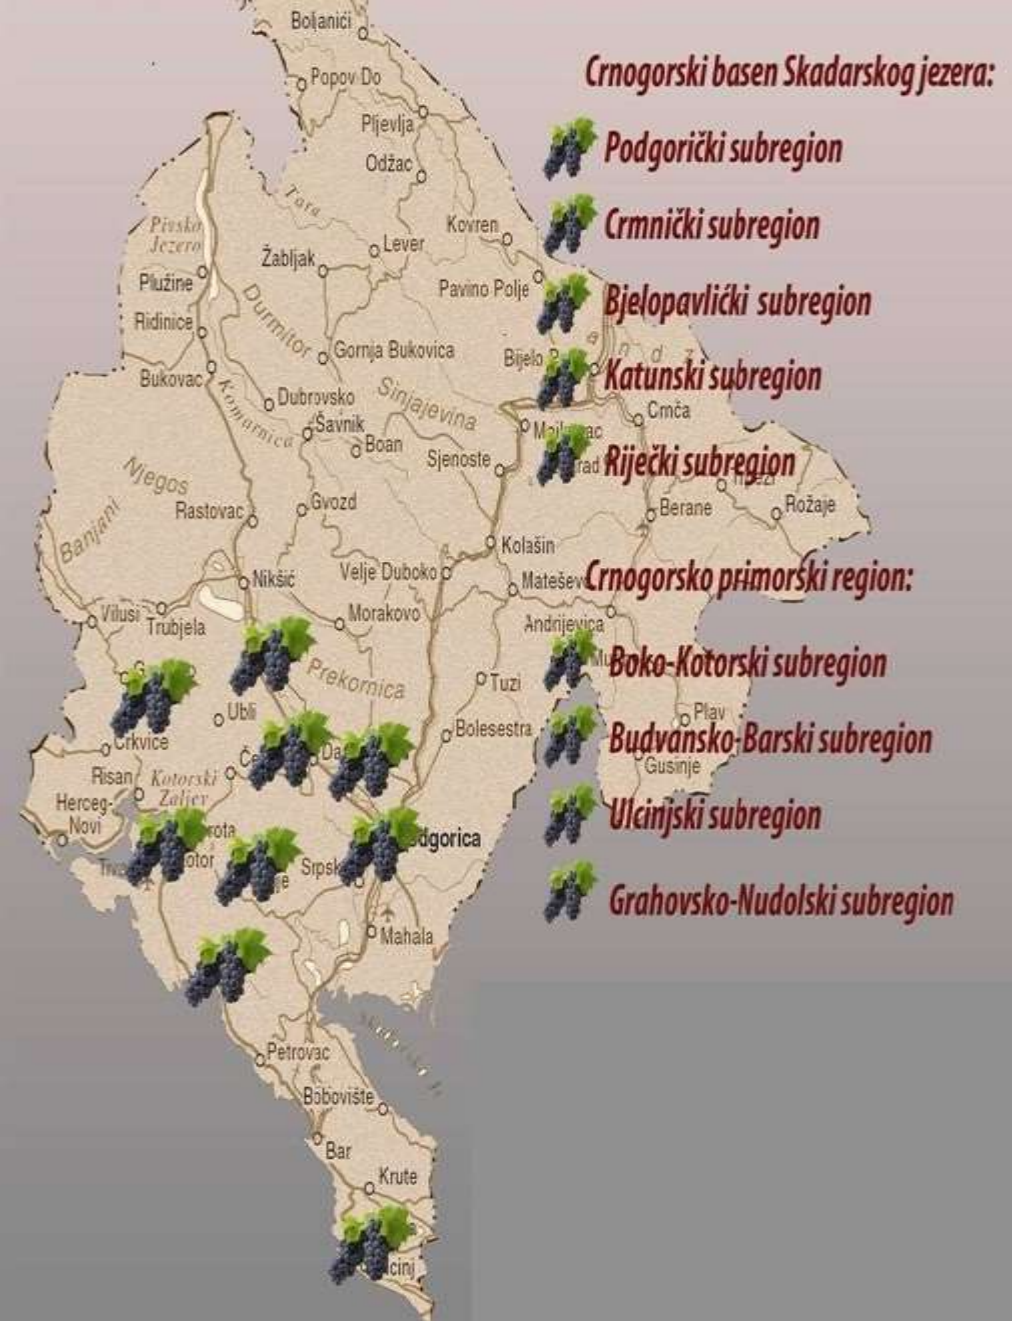 Boljanići
Popov Do
Pljevlja
Odžac
Tara
Kovren
Pivsko
Jezero
Lever
Žabljak
Plužine
Pavino Polje
Durmitor
Ridinice
Gornja Bukovica
Bijelo
Bukovac
Komarnica
Dubrovsko
Sinjajevina
Šavnik
Crnča
Boan
Sjenoste
Njegos
Gvozd
Rastovac
Berane
Rožaje
Banjani
Kolašin
Velje Duboko
Nikšić
Vilusi
Trubjela
Morakovo
Andrijevica
Prekornica
Tuzi
Ubli
Plav
Bolesestra
Crkvice
Gusinje
Risan
Kotorski
Zaljev
Herceg-
Novi
Mahala
Petrovac
Bobovište
Bar
Krute
Crnogorski basen Skadarskog jezera:
Podgorički subregion
Crmnički subregion
Bjelopavlićki subregion
Katunski subregion
Riječki subregion
Crnogorsko primorski region:
Boko-Kotorski subregion
Budvansko-Barski subregion
Ulcinjski subregion
Grahovsko-Nudolski subregion